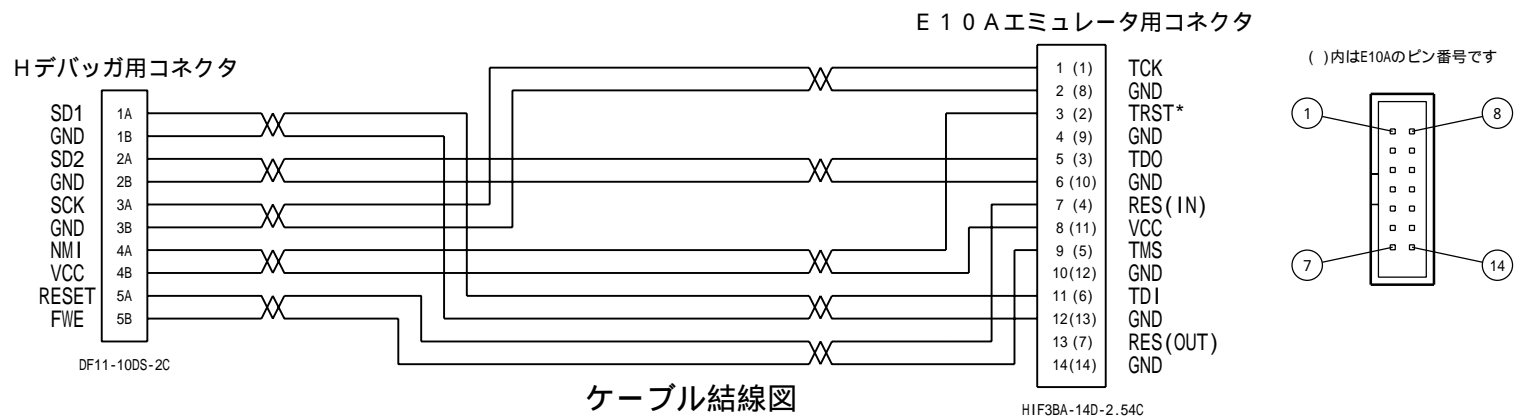 E10Aエミュレータ用コネクタ
Hデバッガ用コネクタ
( )内はE10Aのピン番号です
SD1 1A
GND 1B
SD2 2A
GND 2B
SCK 3A
GND 3B
NMI 4A
VCC 4B
RESET 5A
FWE 5B
DF11-10DS-2C
1 (1) TCK
2 (8) GND
3 (2) TRST*
4 (9) GND
5 (3) TDO
6 (10) GND
7 (4) RES(IN)
8 (11) VCC
9 (5) TMS
10(12) GND
11 (6) TDI
12(13) GND
13 (7) RES(OUT)
14(14) GND
HIF3BA-14D-2.54C
1
8
7
14
ケーブル結線図